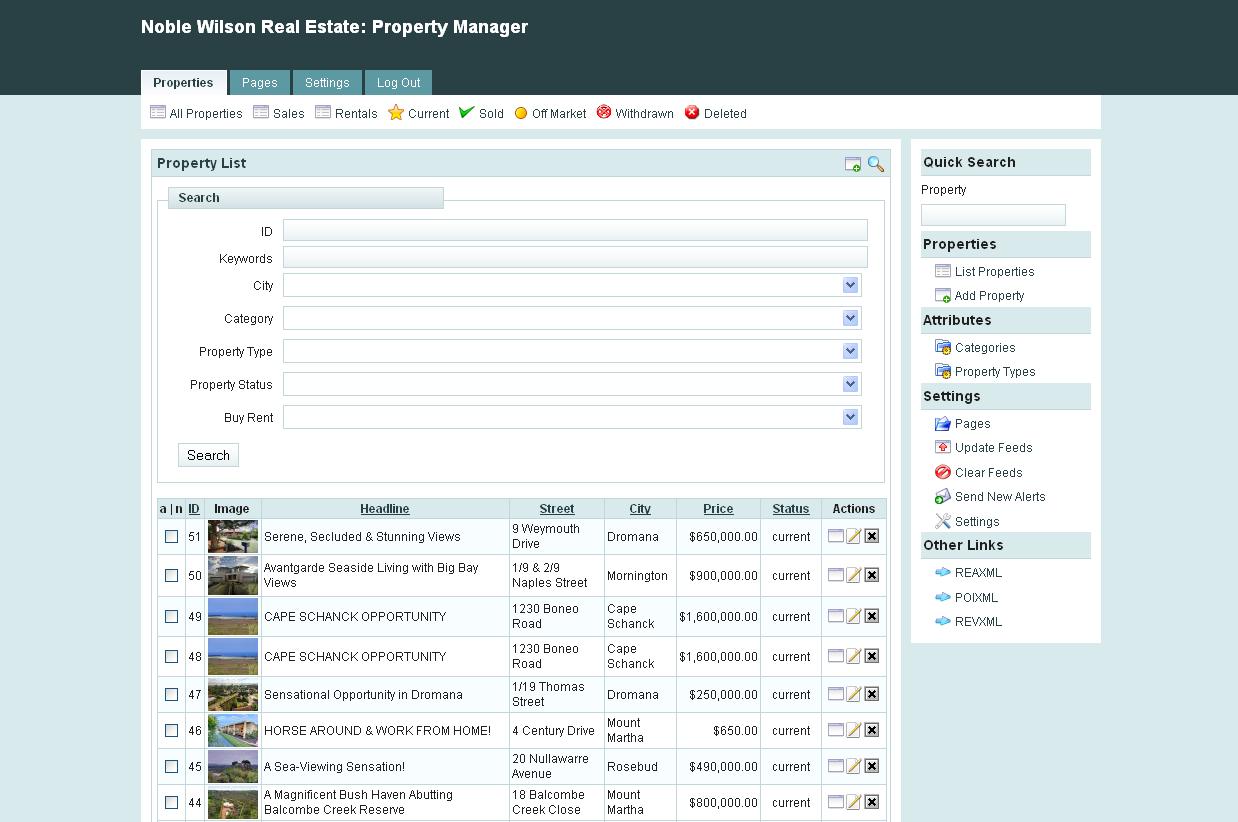 Noble Wilson Real Estate: Property Manager
Properties Pages Settings Log Out
All Properties Sales Rentals Current Sold Off Market Withdrawn Deleted
Property List
Search
ID
Keywords
City
Category
Property Type
Property Status
Buy Rent
Search
a | n ID Image Headline Street City Price Status Actions
51 Serene, Secluded & Stunning Views 9 Weymouth Drive Dromana $650,000.00 current
50 Avantgarde Seaside Living with Big Bay Views 1/9 & 2/9 Naples Street Mornington $900,000.00 current
49 CAPE SCHANCK OPPORTUNITY 1230 Boneo Road Cape Schanck $1,600,000.00 current
48 CAPE SCHANCK OPPORTUNITY 1230 Boneo Road Cape Schanck $1,600,000.00 current
47 Sensational Opportunity in Dromana 1/19 Thomas Street Dromana $250,000.00 current
46 HORSE AROUND & WORK FROM HOME! 4 Century Drive Mount Martha $650.00 current
45 A Sea-Viewing Sensation! 20 Nullawarre Avenue Rosebud $490,000.00 current
44 A Magnificent Bush Haven Abutting Balcombe Creek Reserve 18 Balcombe Creek Close Mount Martha $800,000.00 current
Quick Search
Property
Properties
List Properties
Add Property
Attributes
Categories
Property Types
Settings
Pages
Update Feeds
Clear Feeds
Send New Alerts
Settings
Other Links
REAXML
POIXML
REVXML